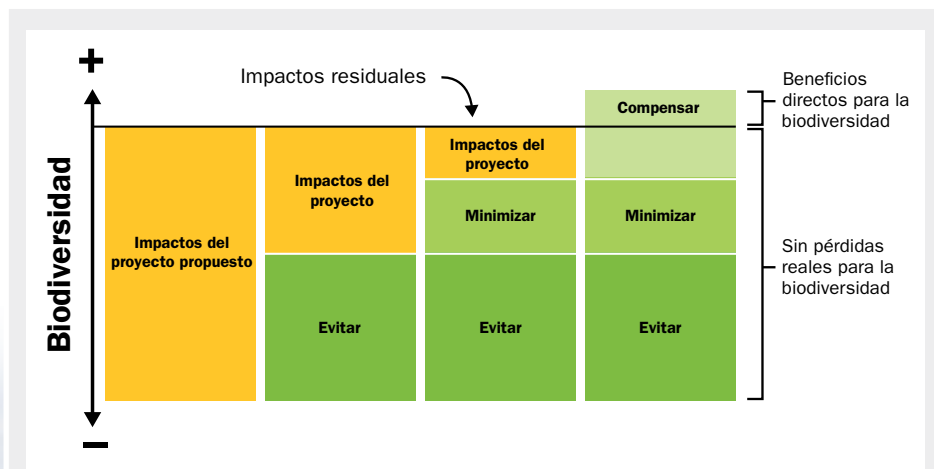 +
Impactos residuales
Beneficios
directos para la
biodiversidad
Compensar
Impactos del
proyecto
Impactos del
proyecto
Minimizar
Minimizar
Impactos del
proyecto propuesto
Sin pérdidas
reales para la
biodiversidad
Evitar
Evitar
Evitar
Biodiversidad
–